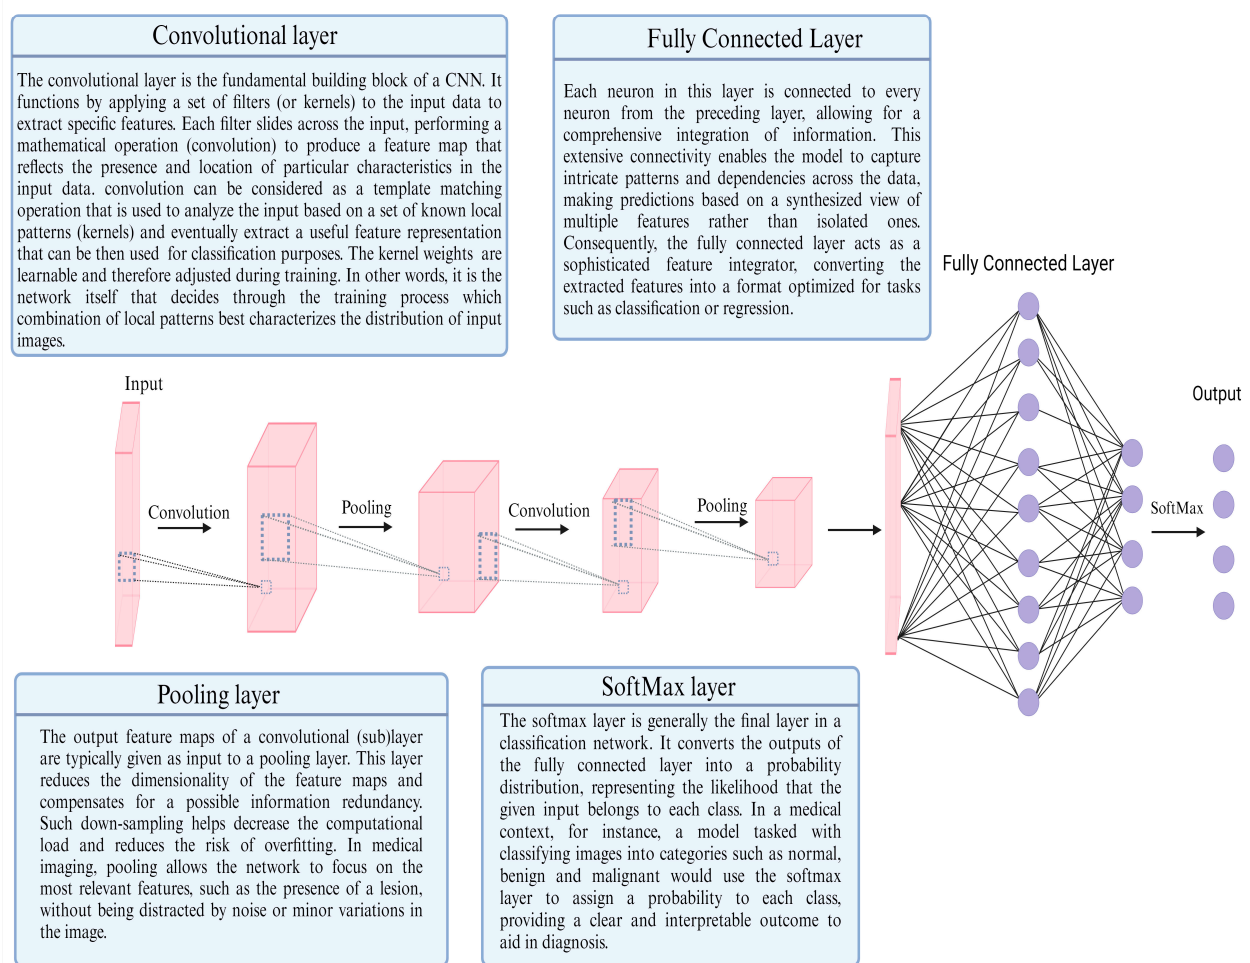 Convolutional layer
The convolutional layer is the fundamental building block of a CNN. It
functions by applying a set of filters (or kernels) to the input data to
extract specific features. Each filter slides across the input, performing a
mathematical operation (convolution) to produce a feature map that
reflects the presence and location of particular characteristics in the
input data. convolution can be considered as a template matching
operation that is used to analyze the input based on a set of known local
patterns (kernels) and eventually extract a useful feature representation
that can be then used for classification purposes. The kernel weights are
learnable and therefore adjusted during training. In other words, it is the
network itself that decides through the training process which
combination of local patterns best characterizes the distribution of input
images.
Fully Connected Layer
Each neuron in this layer is connected to every
neuron from the preceding layer, allowing for a
comprehensive integration of information. This
extensive connectivity enables the model to capture
intricate patterns and dependencies across the data,
making predictions based on a synthesized view of
multiple features rather than isolated ones.
Consequently, the fully connected layer acts as a
sophisticated feature integrator, converting the
extracted features into a format optimized for tasks
such as classification or regression.
Fully Connected Layer
Input
Output
Convolution
Pooling
Convolution
Pooling
SoftMax
Pooling layer
The output feature maps of a convolutional (sub)layer
are typically given as input to a pooling layer. This layer
reduces the dimensionality of the feature maps and
compensates for a possible information redundancy.
Such down-sampling helps decrease the computational
load and reduces the risk of overfitting. In medical
imaging, pooling allows the network to focus on the
most relevant features, such as the presence of a lesion,
without being distracted by noise or minor variations in
the image.
SoftMax layer
The softmax layer is generally the final layer in a
classification network. It converts the outputs of
the fully connected layer into a probability
distribution, representing the likelihood that the
given input belongs to each class. In a medical
context, for instance, a model tasked with
classifying images into categories such as normal,
benign and malignant would use the softmax
layer to assign a probability to each class,
providing a clear and interpretable outcome to
aid in diagnosis.